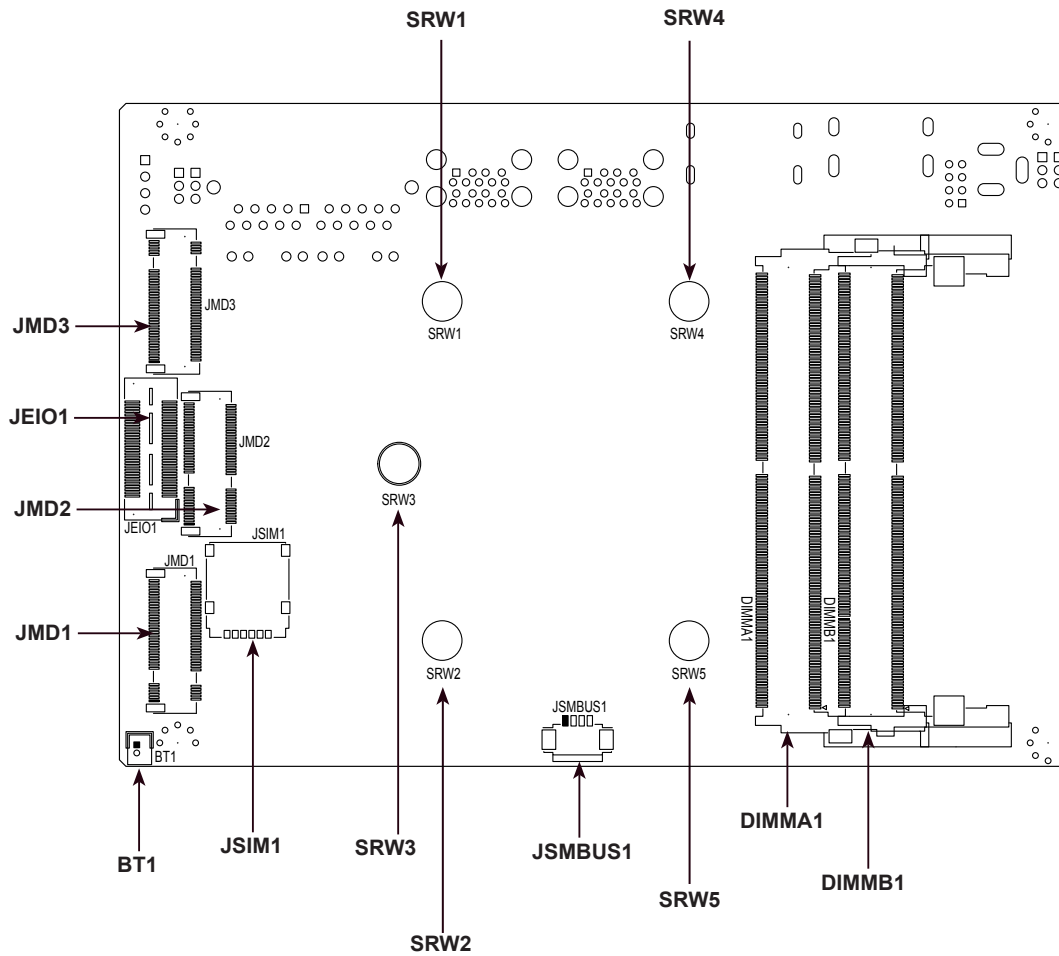 SRW1
SRW4
JMD3
JMD3
SRW1
SRW4
JEIO1
JMD2
SRW3
JMD2
JEIO1
JSIM1
JMD1
DIMMA1
DIMMB1
JMD1
SRW2
SRW5
JSMBUS1
BT1
DIMMA1
BT1
JSIM1
SRW3
JSMBUS1
DIMMB1
SRW5
SRW2